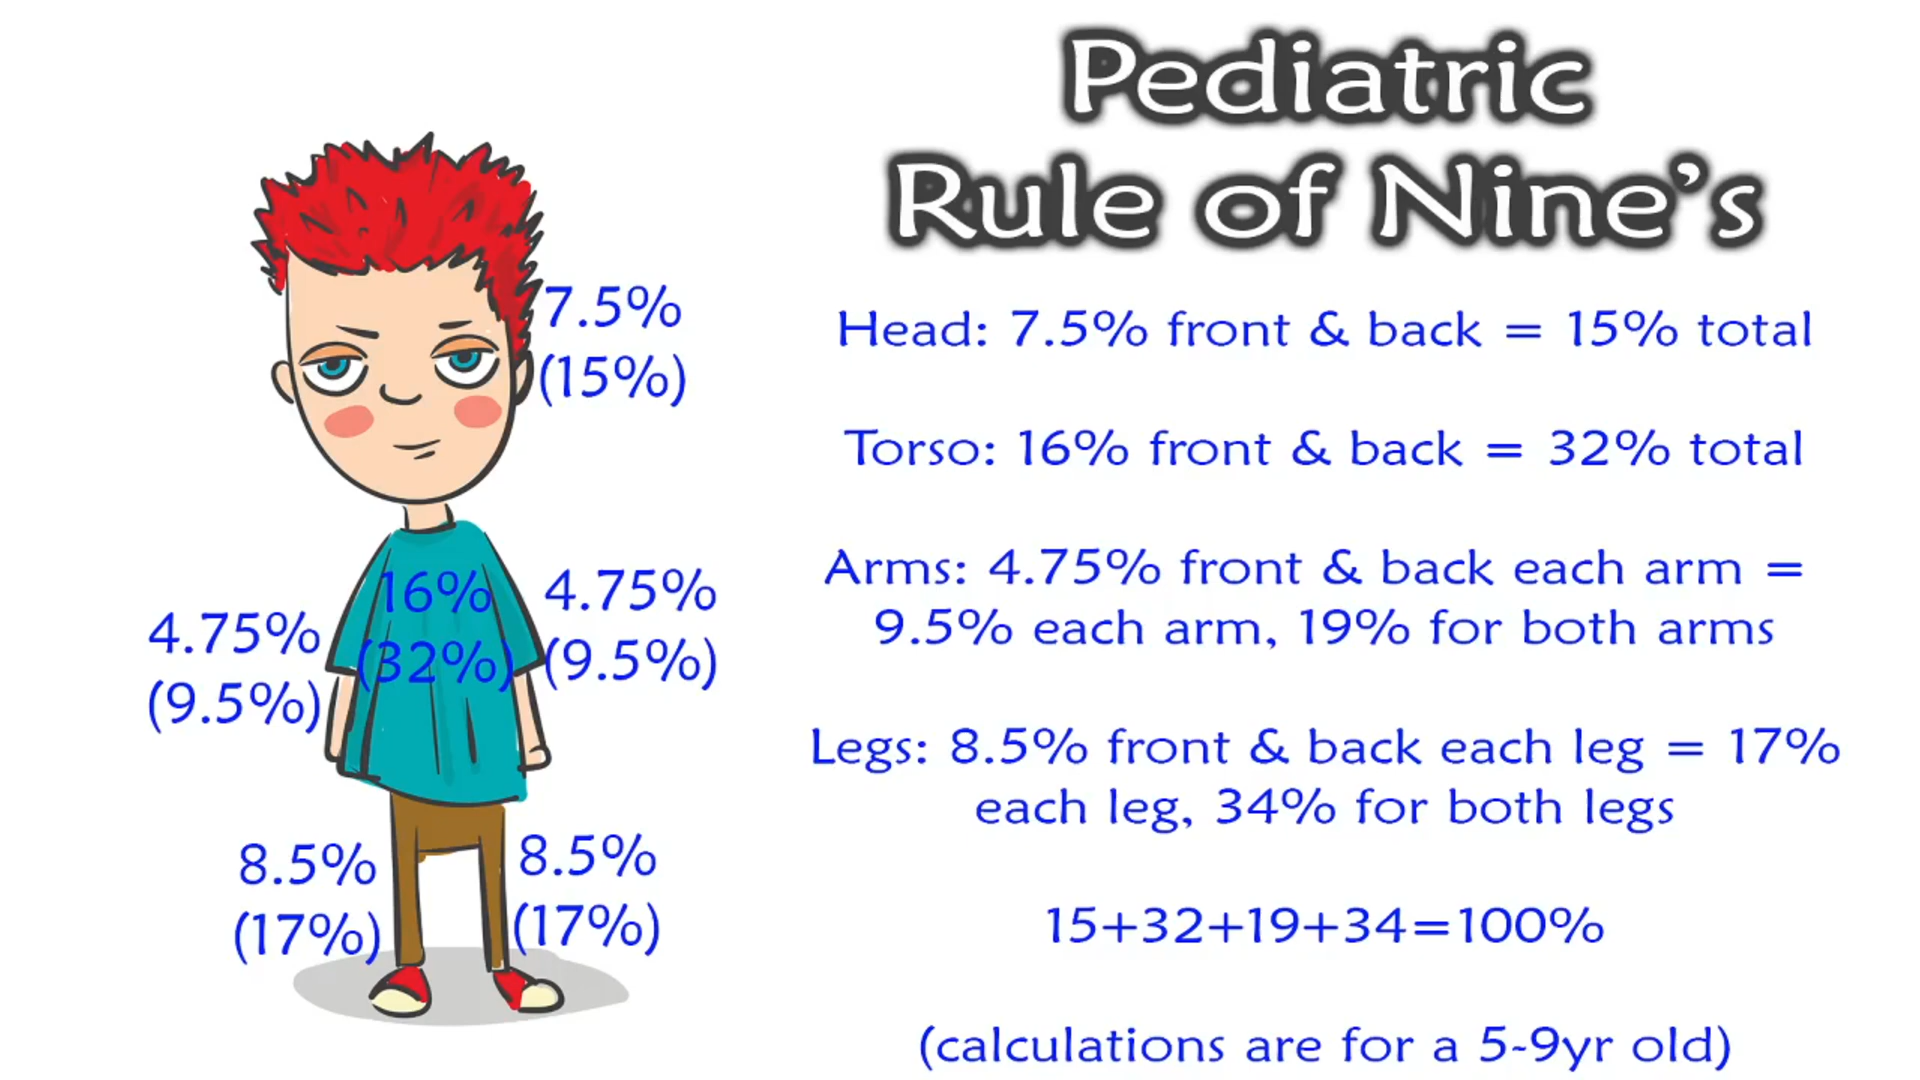 Pediatric
Rule of Nine's
7.5%
(15%)
Head: 7.5% front & back = 15% total
Torso: 16% front & back = 32% total
16%
(32%)
4.75%
(9.5%)
4.75%
(9.5%)
Arms: 4.75% front & back each arm =
9.5% each arm, 19% for both arms
Legs: 8.5% front & back each leg = 17%
each leg, 34% for both legs
8.5%
(17%)
8.5%
(17%)
15+32+19+34=100%
(calculations are for a 5-9yr old)